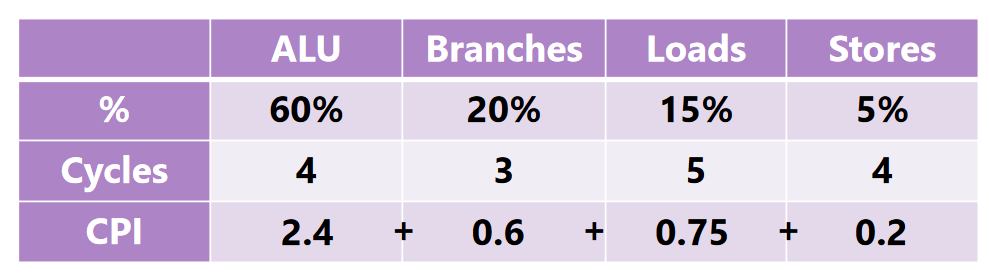 ALU Branches Loads Stores
% 60% 20% 15% 5%
Cycles 4 3 5 4
CPI 2.4 + 0.6 + 0.75 + 0.2